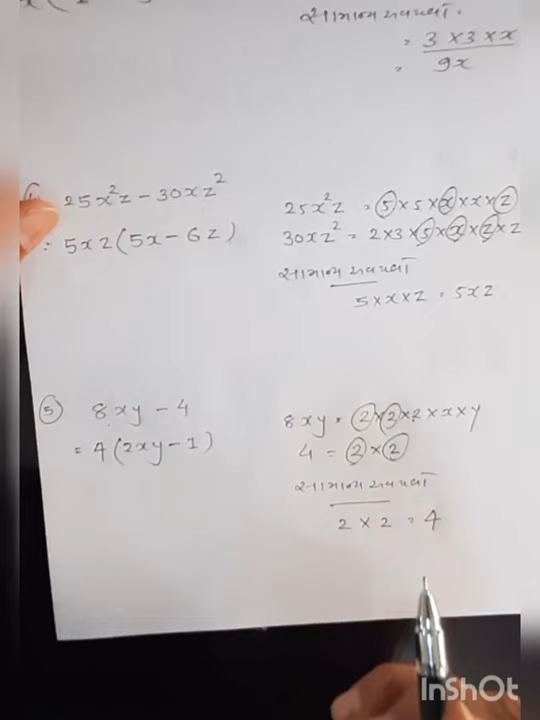 સામાન્ય અવયવો.
= 3 × 3 × x
= 9x
25x²z - 30xz²
= 5xz(5x - 6z)
25x²z = 5 × 5 × x × x × z
30xz² = 2 × 3 × 5 × x × z × z
સામાન્ય અવયવો
5 × x × z = 5xz
5 8xy - 4
= 4(2xy - 1)
8xy = 2 × 2 × 2 × x × y
4 = 2 × 2
સામાન્ય અવયવો
2 × 2 = 4
InShOt